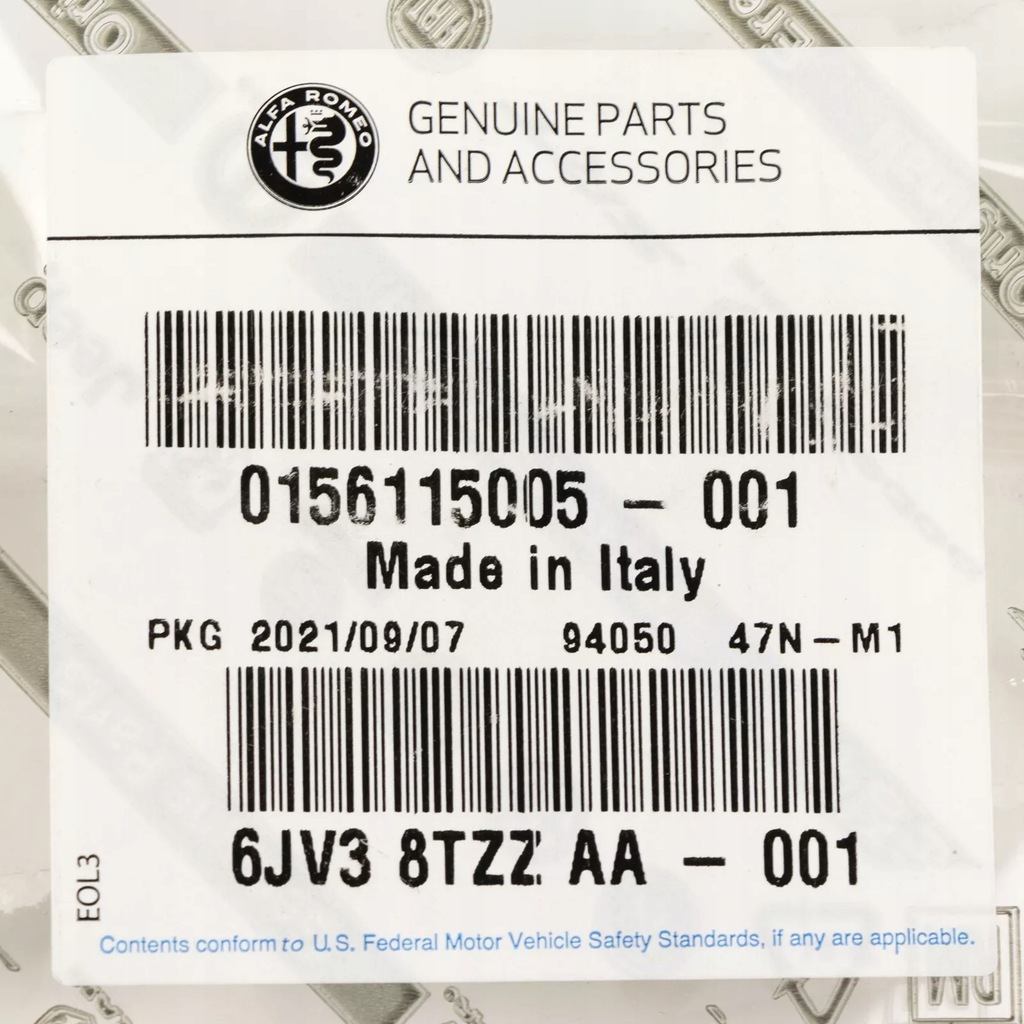 ALFA ROMEO
GENUINE PARTS
AND ACCESSORIES
0156115005 - 001
Made in Italy
PKG 2021/09/07 94050 47N-M1
6JV3 8TZZ AA - 001
EOL3
Contents conform to U.S. Federal Motor Vehicle Safety Standards, if any are applicable.